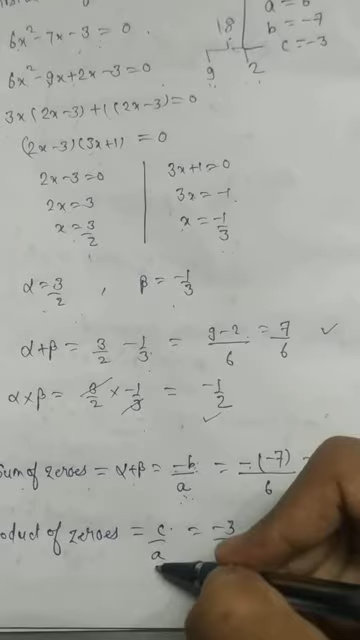 a = 6
6x² - 7x - 3 = 0
18
b = -7
c = -3
9 2
6x² - 9x + 2x - 3 = 0
3x(2x-3) + 1(2x-3) = 0
(2x-3)(3x+1) = 0
2x - 3 = 0 3x + 1 = 0
2x = 3 3x = -1
x = 3/2 x = -1/3
α = 3/2 , β = -1/3
α+β = 3/2 - 1/3 = 9-2/6 = 7/6 ✓
α×β = 3/2 × -1/3 = -1/2 ✓
Sum of zeroes = α+β = -b/a = -(-7)/6 =
oduct of zeroes = c/a = -3